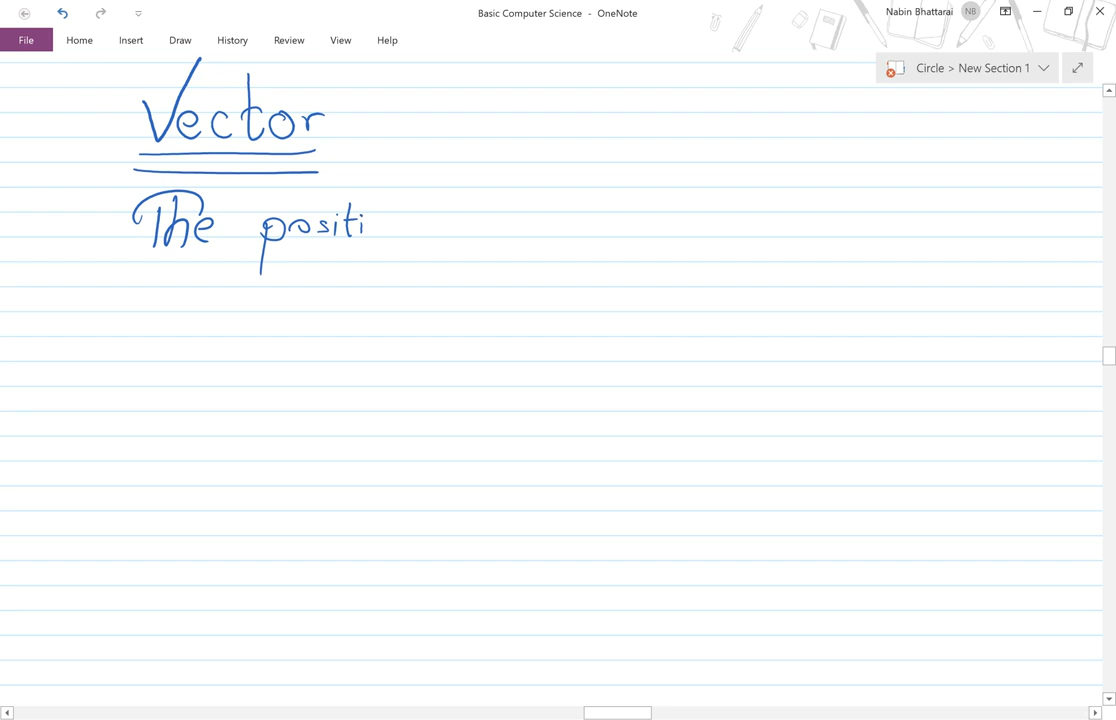 Basic Computer Science - OneNote
Nabin Bhattarai NB
File Home Insert Draw History Review View Help
Circle > New Section 1
Vector
The positi